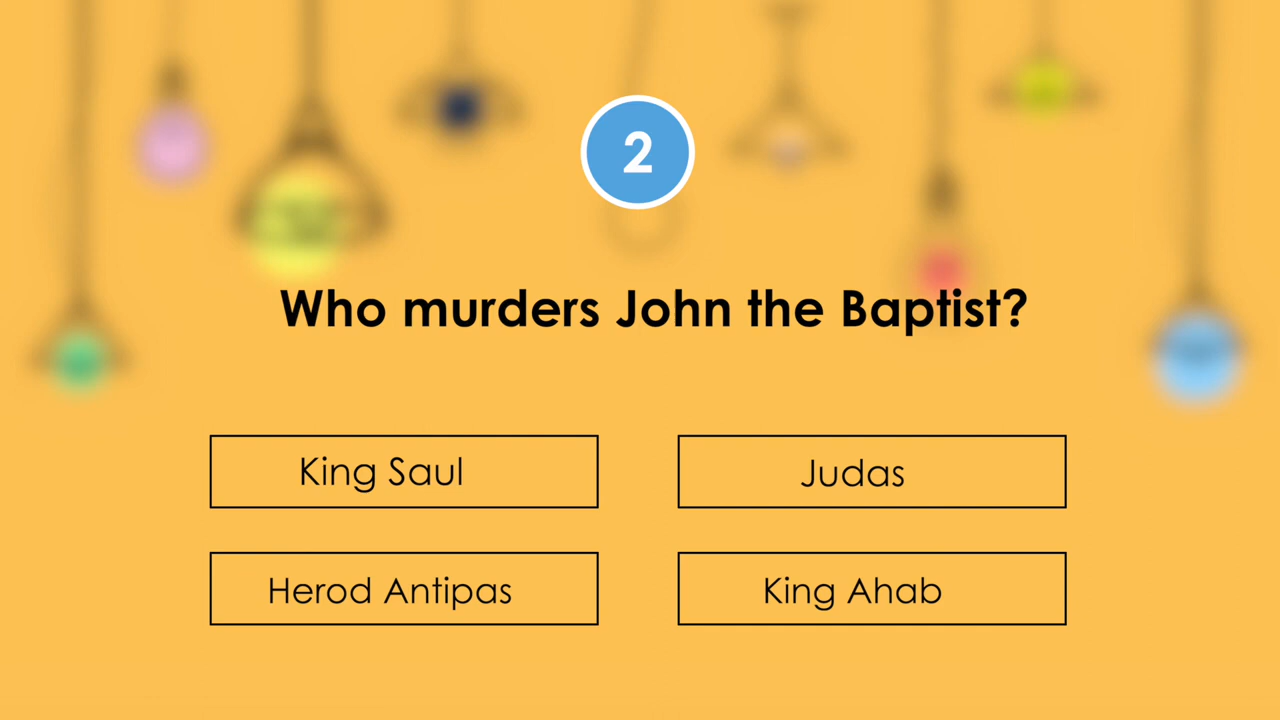 2
Who murders John the Baptist?
King Saul
Judas
Herod Antipas
King Ahab